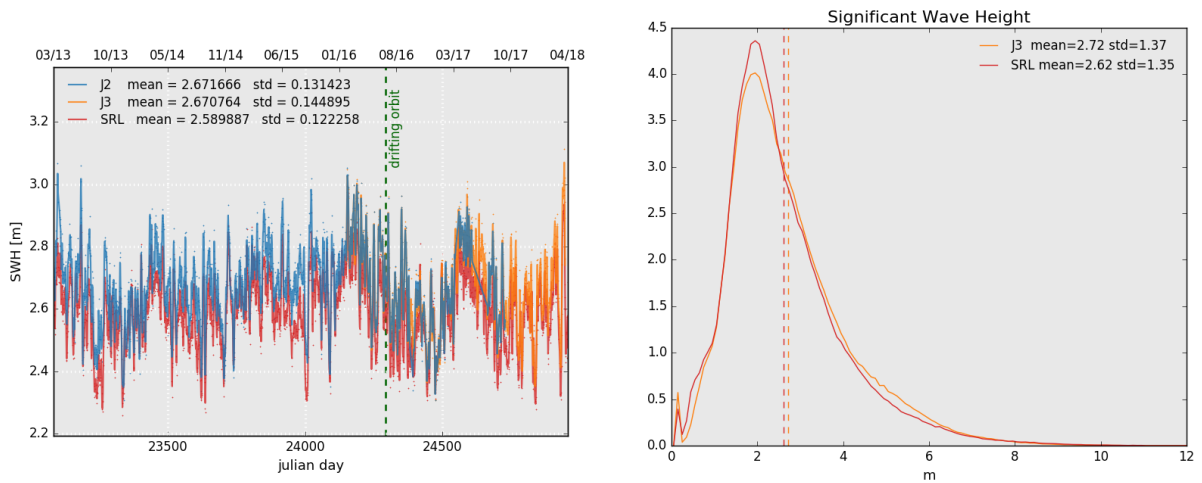 03/13 10/13 05/14 11/14 06/15 01/16 08/16 03/17 10/17 04/18
J2 mean = 2.671666 std = 0.131423
J3 mean = 2.670764 std = 0.144895
SRL mean = 2.589887 std = 0.122258
drifting orbit
SWH [m]
3.2
3.0
2.8
2.6
2.4
2.2
23500 24000 24500
julian day
Significant Wave Height
J3 mean=2.72 std=1.37
SRL mean=2.62 std=1.35
4.5
4.0
3.5
3.0
2.5
2.0
1.5
1.0
0.5
0.0
0 2 4 6 8 10 12
m